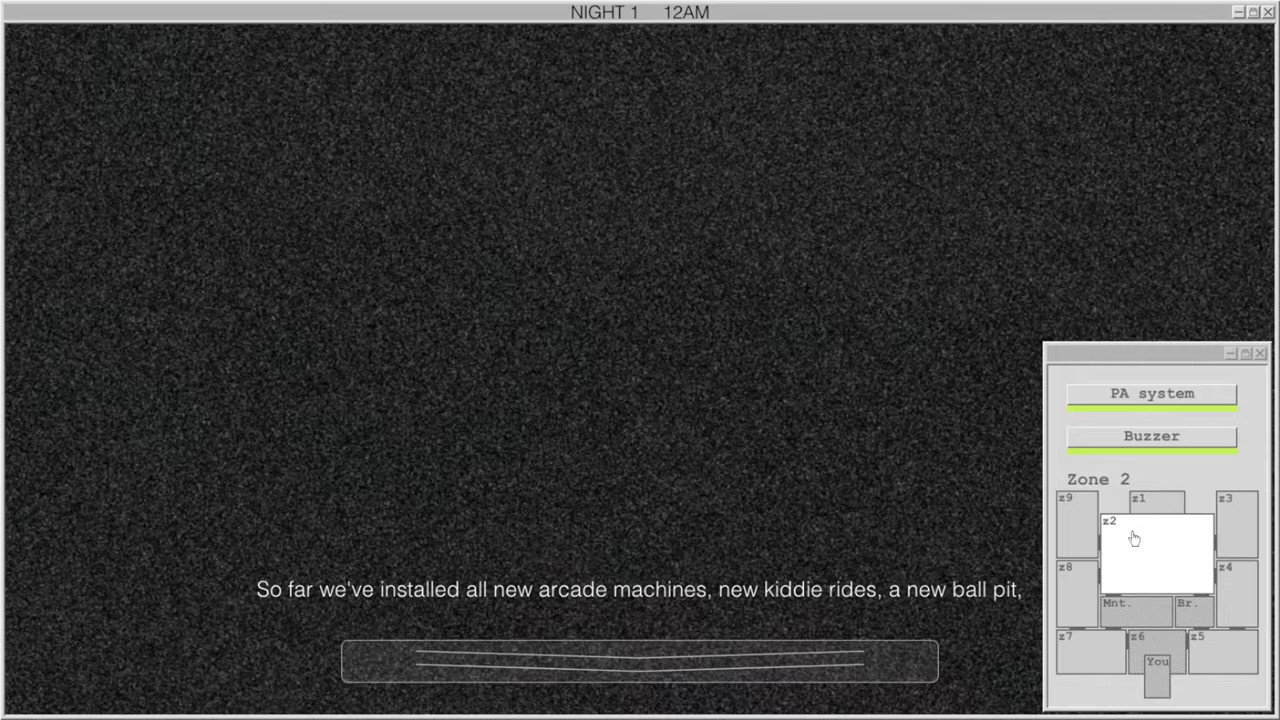 NIGHT 1 12AM
PA system
Buzzer
Zone 2
z9
z1
z3
z2
z8
z4
Mnt.
Br.
z7
z6
z5
You
So far we've installed all new arcade machines, new kiddie rides, a new ball pit,